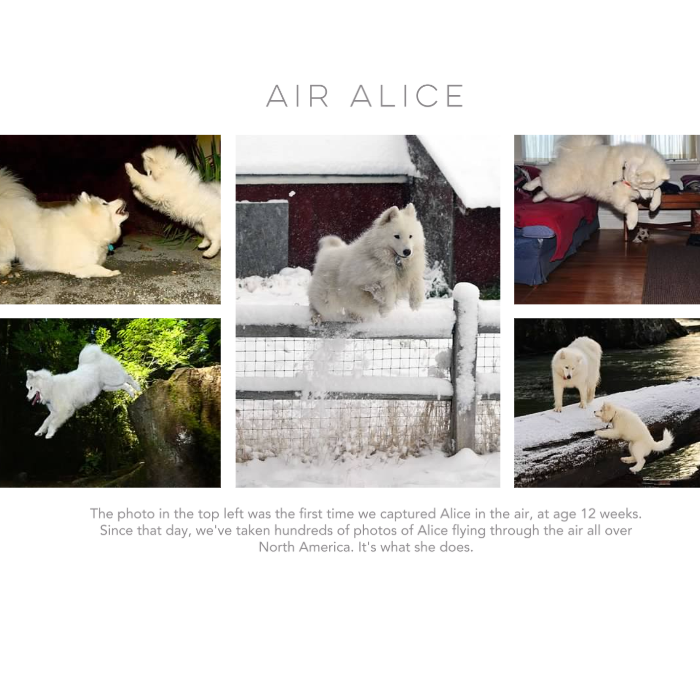 AIR ALICE
The photo in the top left was the first time we captured Alice in the air, at age 12 weeks.
Since that day, we've taken hundreds of photos of Alice flying through the air all over
North America. It's what she does.